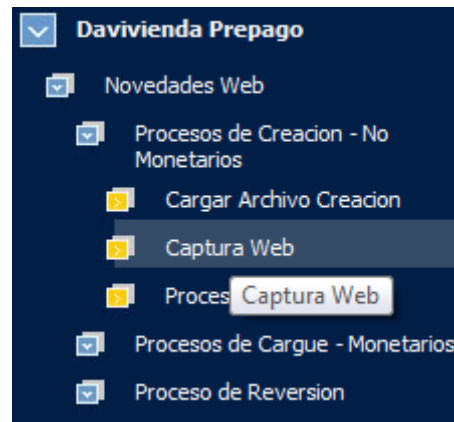 Davivienda Prepago
Novedades Web
Procesos de Creacion - No
Monetarios
Cargar Archivo Creacion
Captura Web
Proces
Captura Web
Procesos de Cargue - Monetarios
Proceso de Reversion